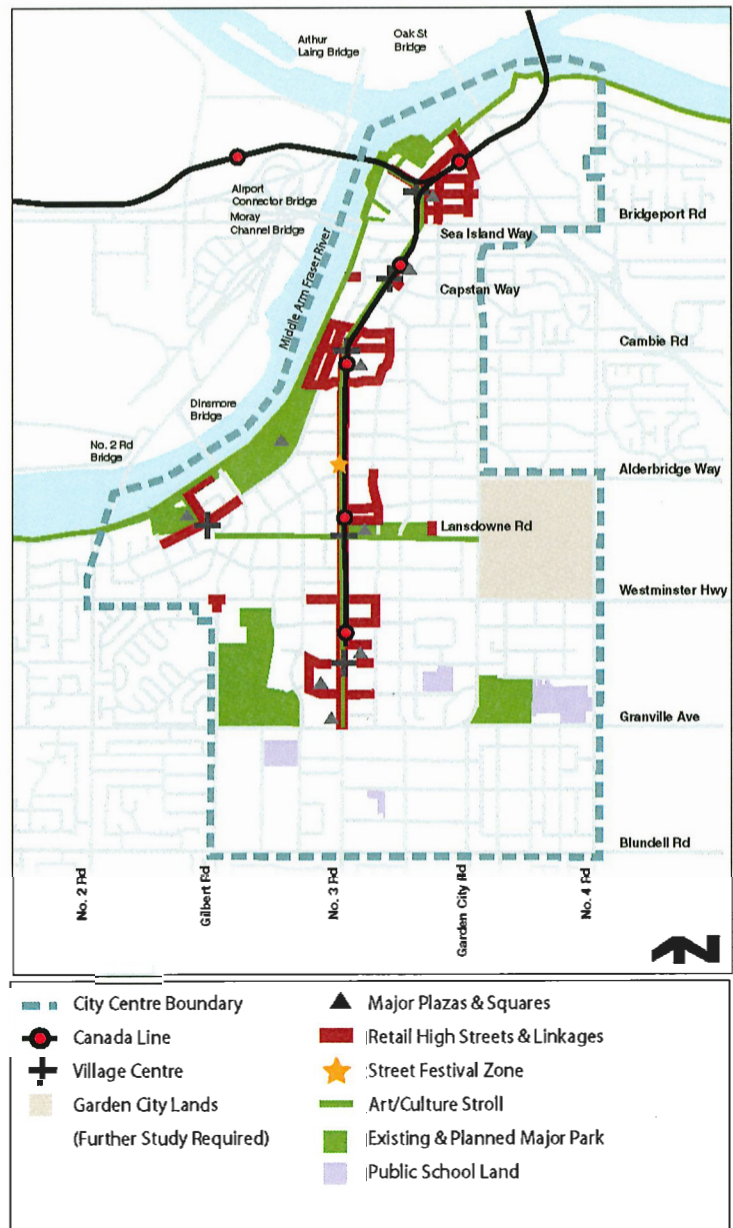 Arthur
Laing Bridge
Oak St
Bridge
Airport
Connector Bridge
Moray
Channel Bridge
Middle Arm Fraser River
Bridgeport Rd
Sea Island Way
Capstan Way
Cambie Rd
Dinsmore
Bridge
No. 2 Rd
Bridge
Alderbridge Way
Lansdowne Rd
Westminster Hwy
Granville Ave
Blundell Rd
No. 2 Rd
Gilbert Rd
No. 3 Rd
Garden City Rd
No. 4 Rd
N
City Centre Boundary
Canada Line
Village Centre
Garden City Lands
(Further Study Required)
Major Plazas & Squares
Retail High Streets & Linkages
Street Festival Zone
Art/Culture Stroll
Existing & Planned Major Park
Public School Land